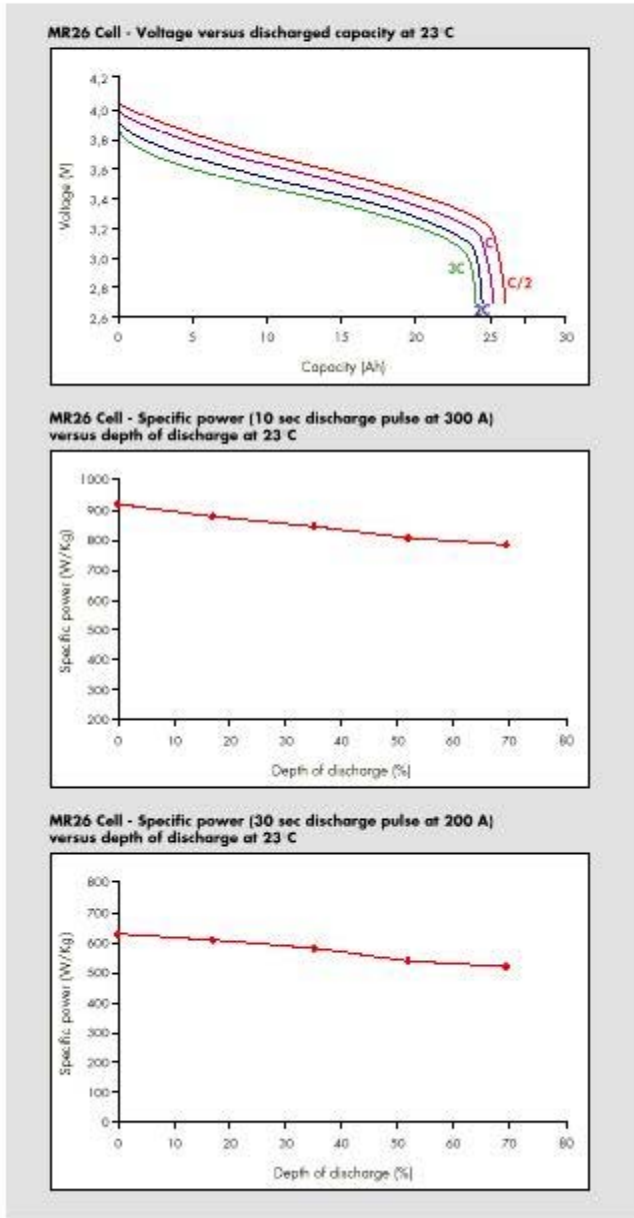 MR26 Cell - Voltage versus discharged capacity at 23 C
4,2
4,0
3,8
3,6
3,4
3,2
3,0
2,8
2,6
Voltage (V)
C
3C
C/2
2C
0 5 10 15 20 25 30
Capacity (Ah)
MR26 Cell - Specific power (10 sec discharge pulse at 300 A)
versus depth of discharge at 23 C
1000
900
800
700
600
500
400
300
200
Specific power (W/Kg)
0 10 20 30 40 50 60 70 80
Depth of discharge (%)
MR26 Cell - Specific power (30 sec discharge pulse at 200 A)
versus depth of discharge at 23 C
800
700
600
500
400
300
200
100
0
Specific power (W/Kg)
0 10 20 30 40 50 60 70 80
Depth of discharge (%)